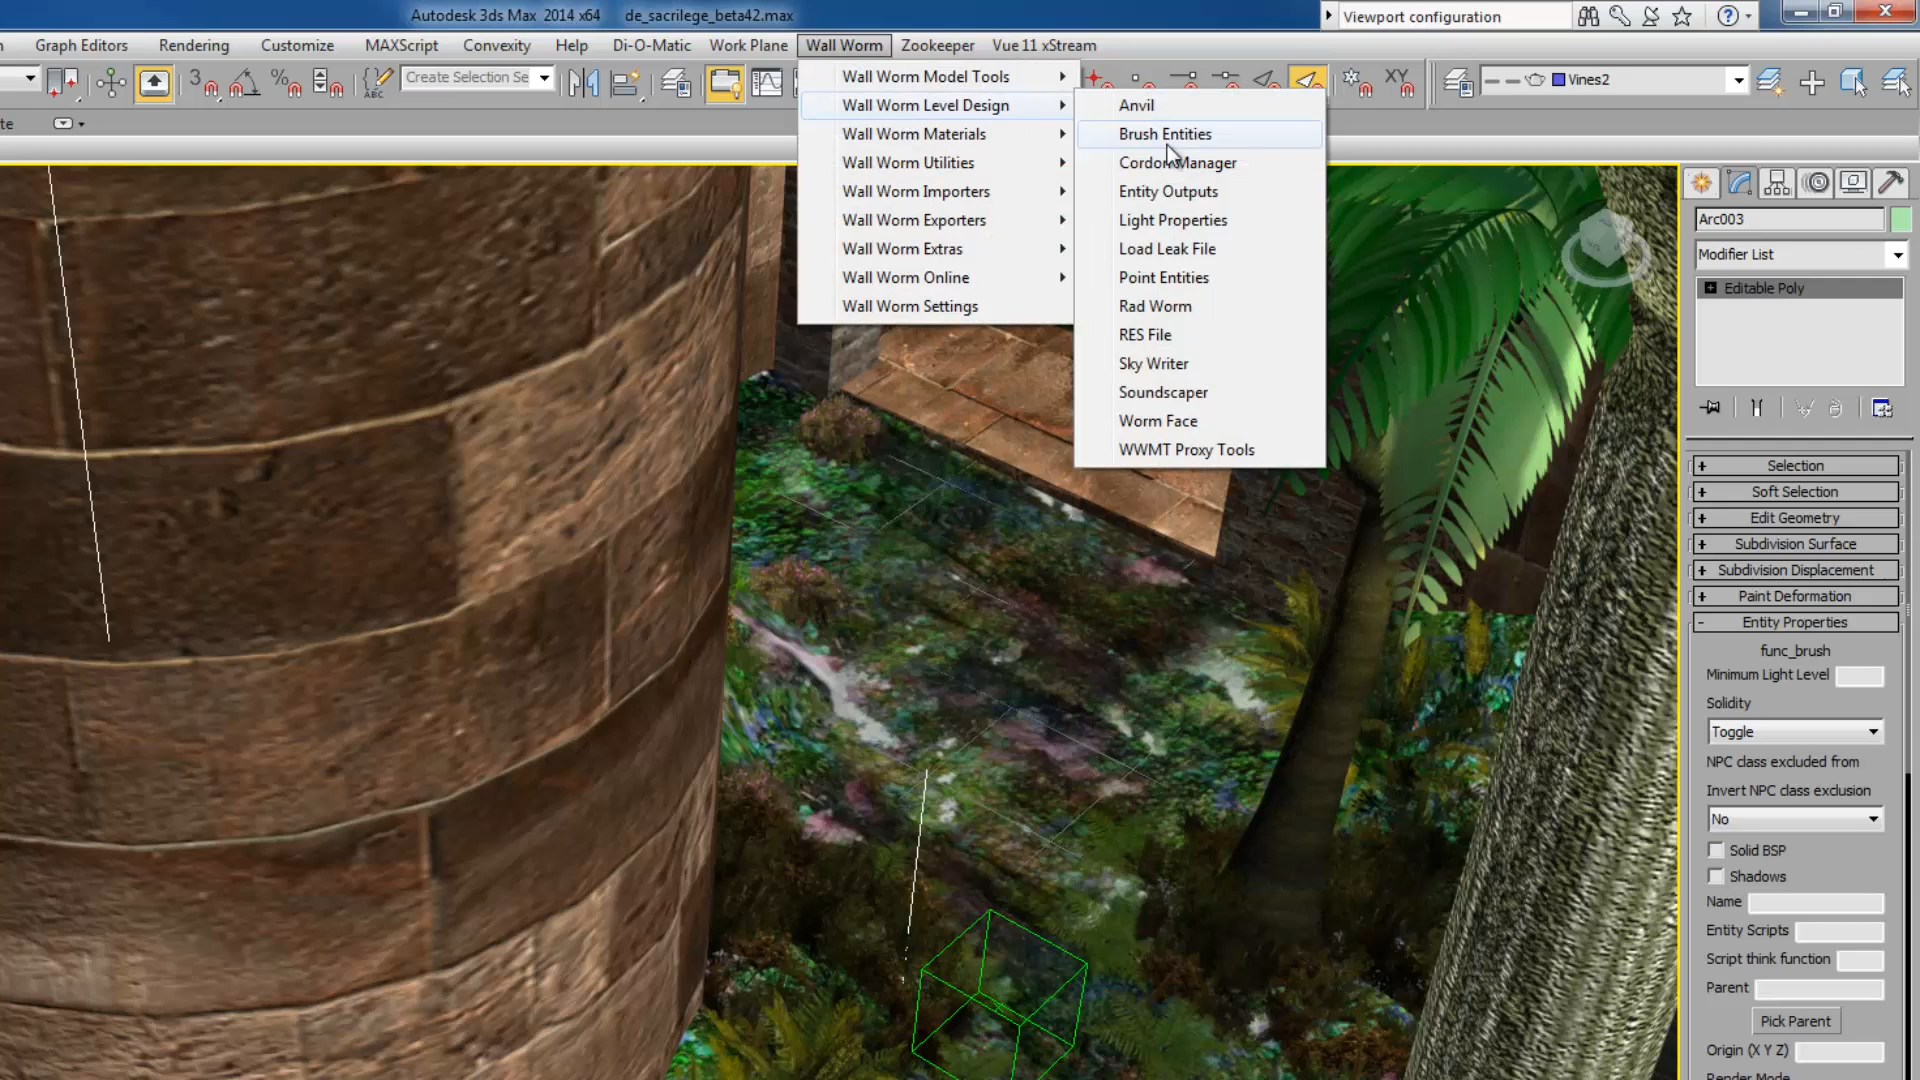 Autodesk 3ds Max 2014 x64 de_sacrilege_beta42.max
Viewport configuration
Graph Editors Rendering Customize MAXScript Convexity Help Di-O-Matic Work Plane Wall Worm Zookeeper Vue 11 xStream
3
%
ABC
Create Selection Se
XY
Vines2
te
Wall Worm Model Tools
Wall Worm Level Design
Wall Worm Materials
Wall Worm Utilities
Wall Worm Importers
Wall Worm Exporters
Wall Worm Extras
Wall Worm Online
Wall Worm Settings
Anvil
Brush Entities
Cordon Manager
Entity Outputs
Light Properties
Load Leak File
Point Entities
Rad Worm
RES File
Sky Writer
Soundscaper
Worm Face
WWMT Proxy Tools
Arc003
Modifier List
Editable Poly
+ Selection
+ Soft Selection
+ Edit Geometry
+ Subdivision Surface
+ Subdivision Displacement
+ Paint Deformation
- Entity Properties
func_brush
Minimum Light Level
Solidity
Toggle
NPC class excluded from
Invert NPC class exclusion
No
Solid BSP
Shadows
Name
Entity Scripts
Script think function
Parent
Pick Parent
Origin (X Y Z)
Render Mode